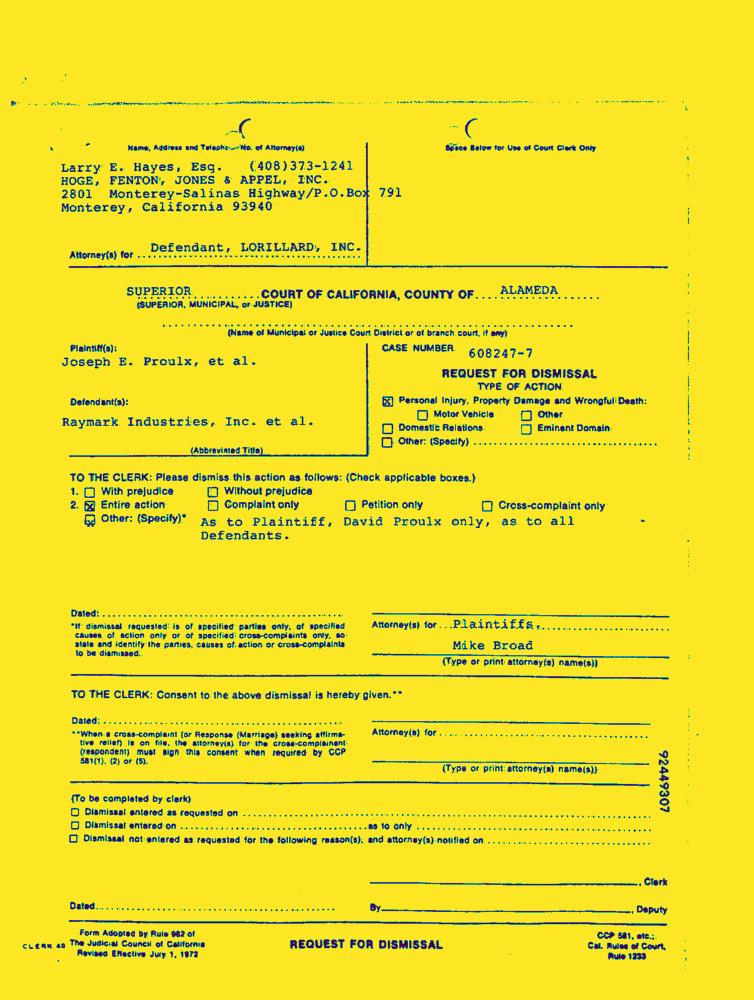 Name, Address and Telephone No. of Attorney(s)
Space Below for Use of Court Clerk Only
Larry E. Hayes, Esq. (408)373-1241
HOGE, FENTON, JONES & APPEL, INC.
2801 Monterey-Salinas Highway/P.O.Box 791
Monterey, California 93940
Attorney(s) for Defendant, LORILLARD, INC.
SUPERIOR COURT OF CALIFORNIA, COUNTY OF ALAMEDA
(SUPERIOR, MUNICIPAL, or JUSTICE)
(Name of Municipal or Justice Court District or of branch court, if any)
Plaintiff(s):
Joseph E. Proulx, et al.
Defendant(s):
Raymark Industries, Inc. et al.
(Abbreviated Title)
CASE NUMBER 608247-7
REQUEST FOR DISMISSAL
TYPE OF ACTION
☒ Personal Injury, Property Damage and Wrongful Death:
☐ Motor Vehicle ☐ Other
☐ Domestic Relations ☐ Eminent Domain
☐ Other: (Specify)
TO THE CLERK: Please dismiss this action as follows: (Check applicable boxes.)
1. ☐ With prejudice ☐ Without prejudice
2. ☒ Entire action ☐ Complaint only ☐ Petition only ☐ Cross-complaint only
☒ Other: (Specify)* As to Plaintiff, David Proulx only, as to all
Defendants.
Dated:
*If dismissal requested is of specified parties only, of specified
causes of action only or of specified cross-complaints only, so
state and identify the parties, causes of action or cross-complaints
to be dismissed.
Attorney(s) for Plaintiffs.
Mike Broad
(Type or print attorney(s) name(s))
TO THE CLERK: Consent to the above dismissal is hereby given.**
Dated:
**When a cross-complaint (or Response (Marriage) seeking affirma-
tive relief) is on file, the attorney(s) for the cross-complainant
(respondent) must sign this consent when required by CCP
581(1), (2) or (5).
Attorney(s) for
(Type or print attorney(s) name(s))
92449307
(To be completed by clerk)
☐ Dismissal entered as requested on
☐ Dismissal entered on as to only
☐ Dismissal not entered as requested for the following reason(s), and attorney(s) notified on
, Clerk
Dated By , Deputy
Form Adopted by Rule 982 of
CLERK 40 The Judicial Council of California
Revised Effective July 1, 1972
REQUEST FOR DISMISSAL
CCP 581, etc.;
Cal. Rules of Court,
Rule 1233